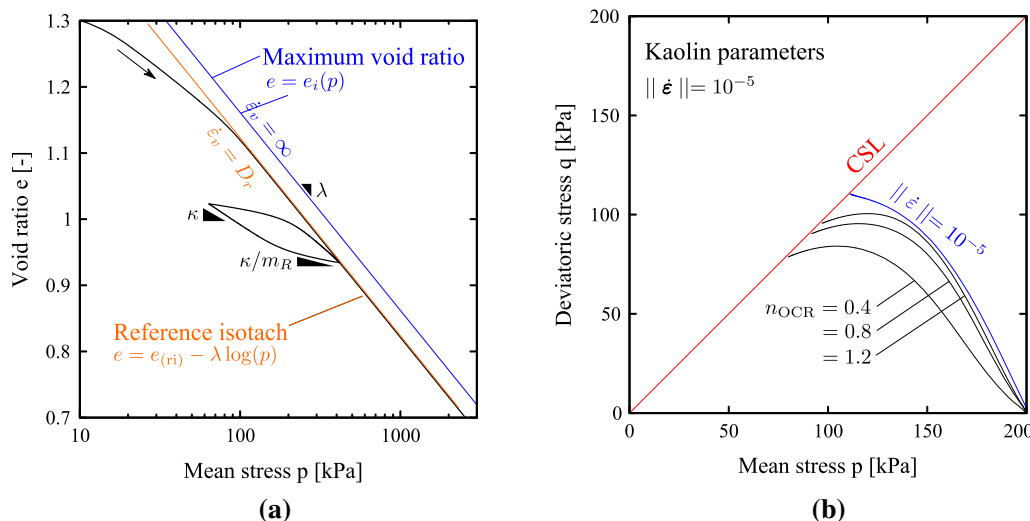 1.3
1.2
1.1
1
0.9
0.8
0.7
10
100
1000
Void ratio e [-]
Mean stress p [kPa]
Maximum void ratio
e = e_i(p)
ε̇_v = ∞
ε̇_v = D_r
λ
κ
κ/m_R
Reference isotach
e = e_(ri) − λ log(p)
(a)
200
150
100
50
0
0
50
100
150
200
Deviatoric stress q [kPa]
Mean stress p [kPa]
Kaolin parameters
|| ε̇ ||= 10^-5
CSL
|| ε̇ ||= 10^-5
n_OCR = 0.4
= 0.8
= 1.2
(b)